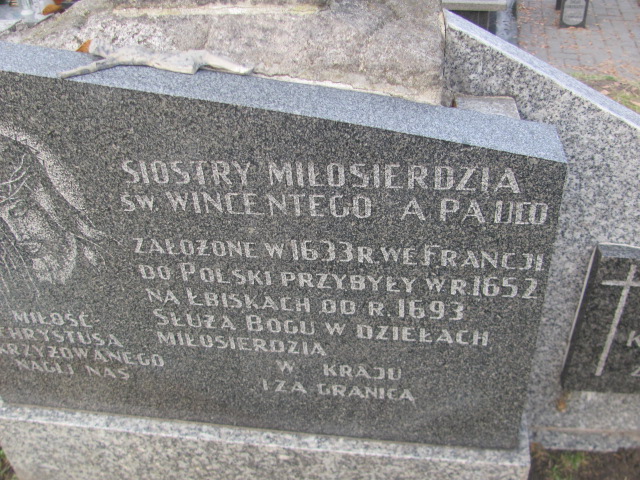 SIOSTRY MIŁOSIERDZIA
ŚW. WINCENTEGO A PAULO
ZAŁOŻONE W 1633 R. WE FRANCJI
DO POLSKI PRZYBYŁY W R. 1652
NA ŁBISKACH OD R. 1693
SŁUŻĄ BOGU W DZIEŁACH
MIŁOSIERDZIA
W KRAJU
I ZA GRANICĄ
MIŁOŚĆ
CHRYSTUSA
KRZYŻOWANEGO
NAGLI NAS